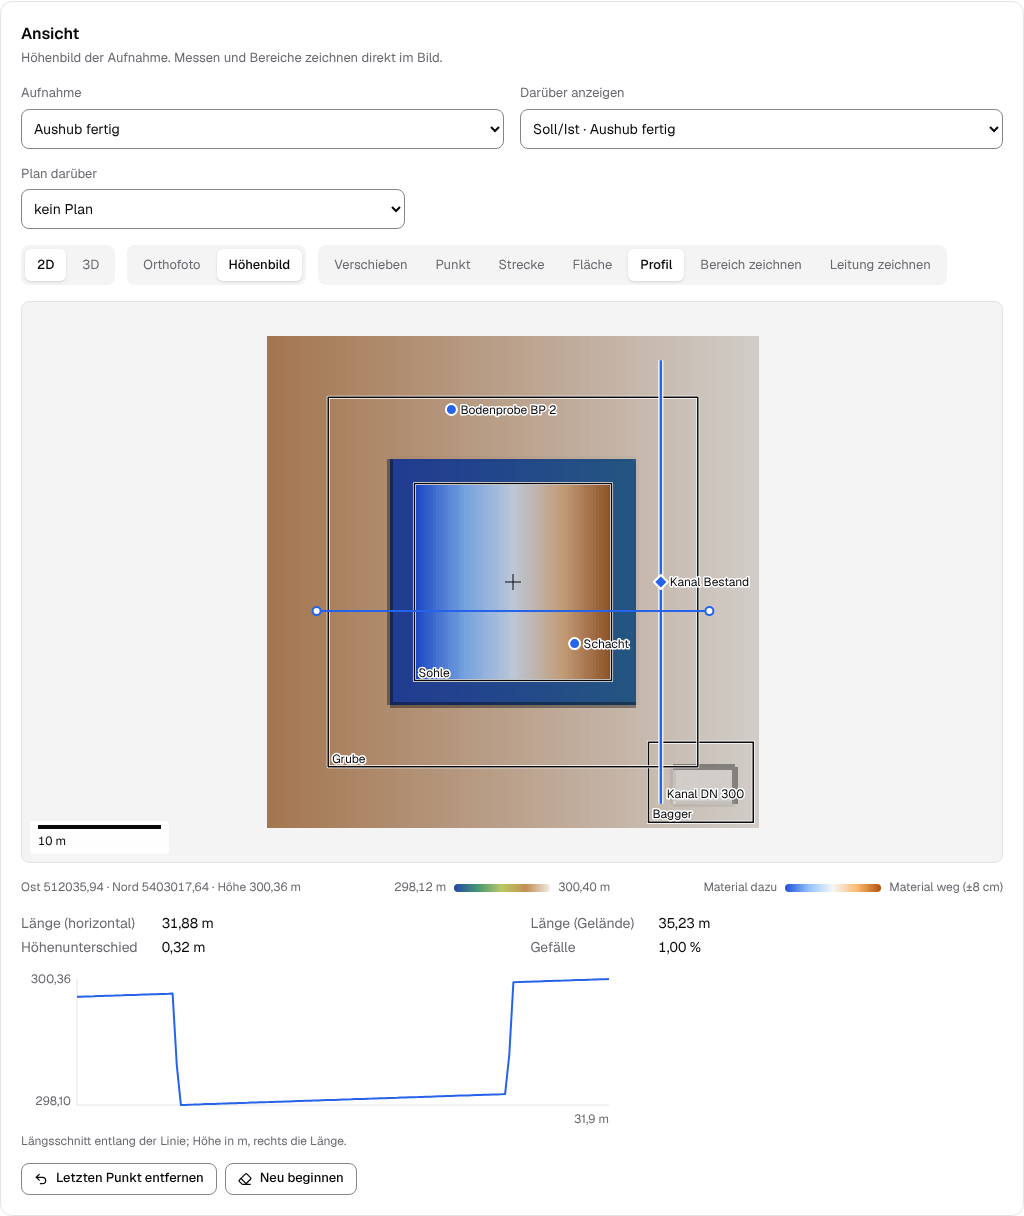 Ansicht
Höhenbild der Aufnahme. Messen und Bereiche zeichnen direkt im Bild.
Aufnahme
Darüber anzeigen
Aushub fertig
Soll/Ist · Aushub fertig
Plan darüber
kein Plan
2D 3D Orthofoto Höhenbild Verschieben Punkt Strecke Fläche Profil Bereich zeichnen Leitung zeichnen
Bodenprobe BP 2
Kanal Bestand
Schacht
Sohle
Grube
Kanal DN 300
Bagger
10 m
Ost 512035,94 · Nord 5403017,64 · Höhe 300,36 m
298,12 m 300,40 m
Material dazu Material weg (±8 cm)
Länge (horizontal) 31,88 m
Länge (Gelände) 35,23 m
Höhenunterschied 0,32 m
Gefälle 1,00 %
300,36
298,10
31,9 m
Längsschnitt entlang der Linie; Höhe in m, rechts die Länge.
Letzten Punkt entfernen
Neu beginnen